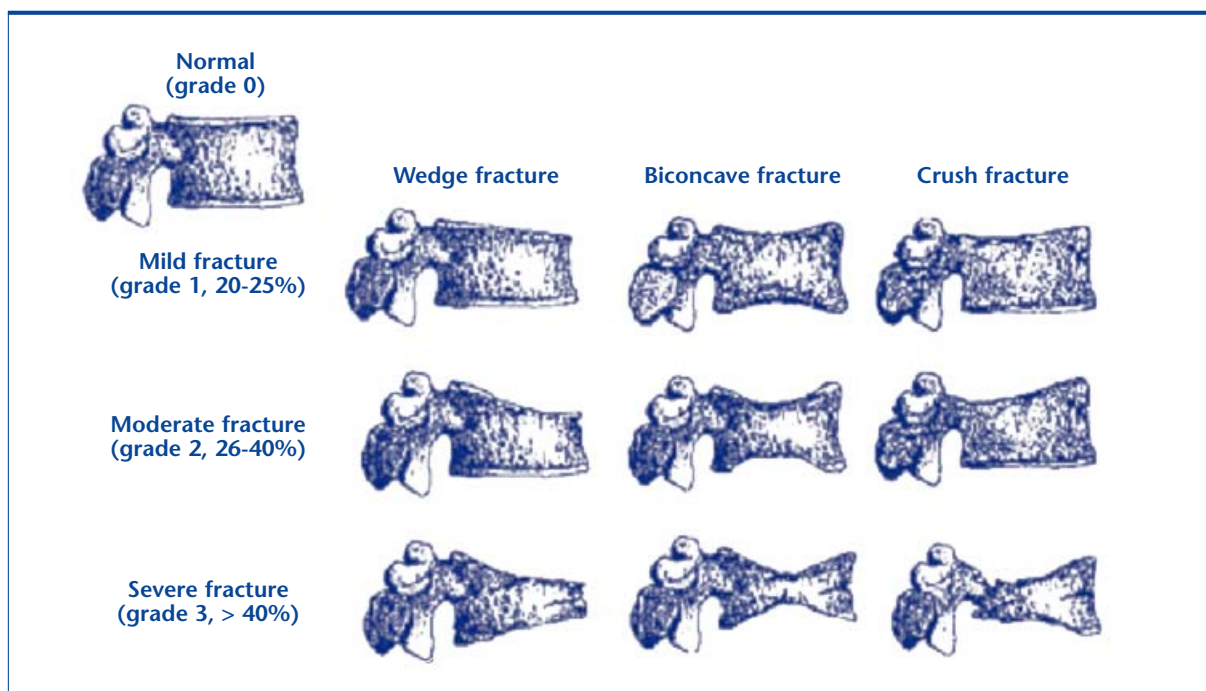 Normal
(grade 0)
Wedge fracture
Biconcave fracture
Crush fracture
Mild fracture
(grade 1, 20-25%)
Moderate fracture
(grade 2, 26-40%)
Severe fracture
(grade 3, > 40%)